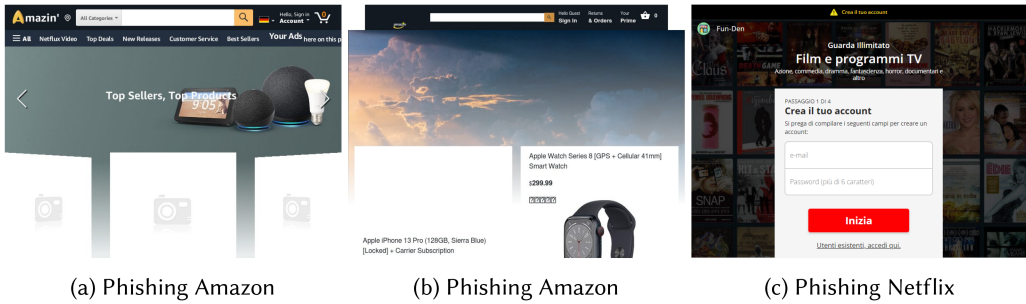 Amazin'
All Categories
Hello, Sign in
Account
0
All Netflux Video Top Deals New Releases Customer Service Best Sellers Your Ads here on this p
Top Sellers, Top Products
9:05
(a) Phishing Amazon
Hello Guest
Sign In
Returns
& Orders
Your
Prime
0
Apple Watch Series 8 [GPS + Cellular 41mm]
Smart Watch
$299.99
Apple iPhone 13 Pro (128GB, Sierra Blue)
[Locked] + Carrier Subscription
(b) Phishing Amazon
Crea il tuo account
Fun-Den
Guarda Illimitato
Film e programmi TV
Azione, commedia, dramma, fantascienza, horror, documentari e
altro
PASSAGGIO 1 DI 4
Crea il tuo account
Si prega di compilare i seguenti campi per creare un
account:
e-mail
Password (più di 6 caratteri)
Inizia
Utenti esistenti, accedi qui.
SNAP
(c) Phishing Netflix